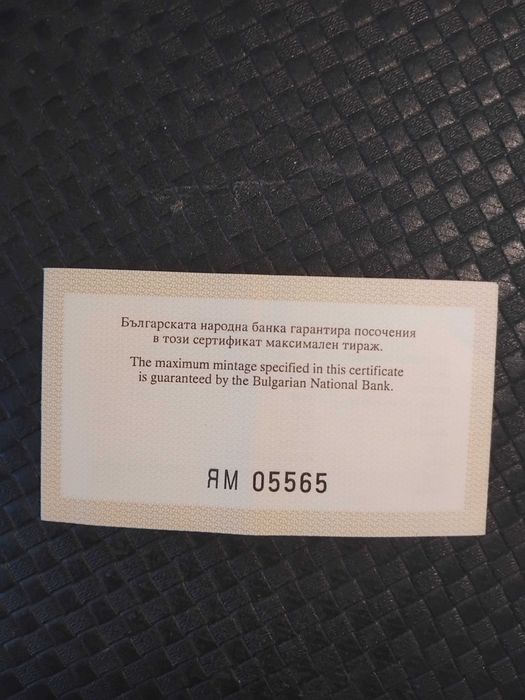 Българската народна банка гарантира посочения
в този сертификат максимален тираж.
The maximum mintage specified in this certificate
is guaranteed by the Bulgarian National Bank.
ЯМ 05565